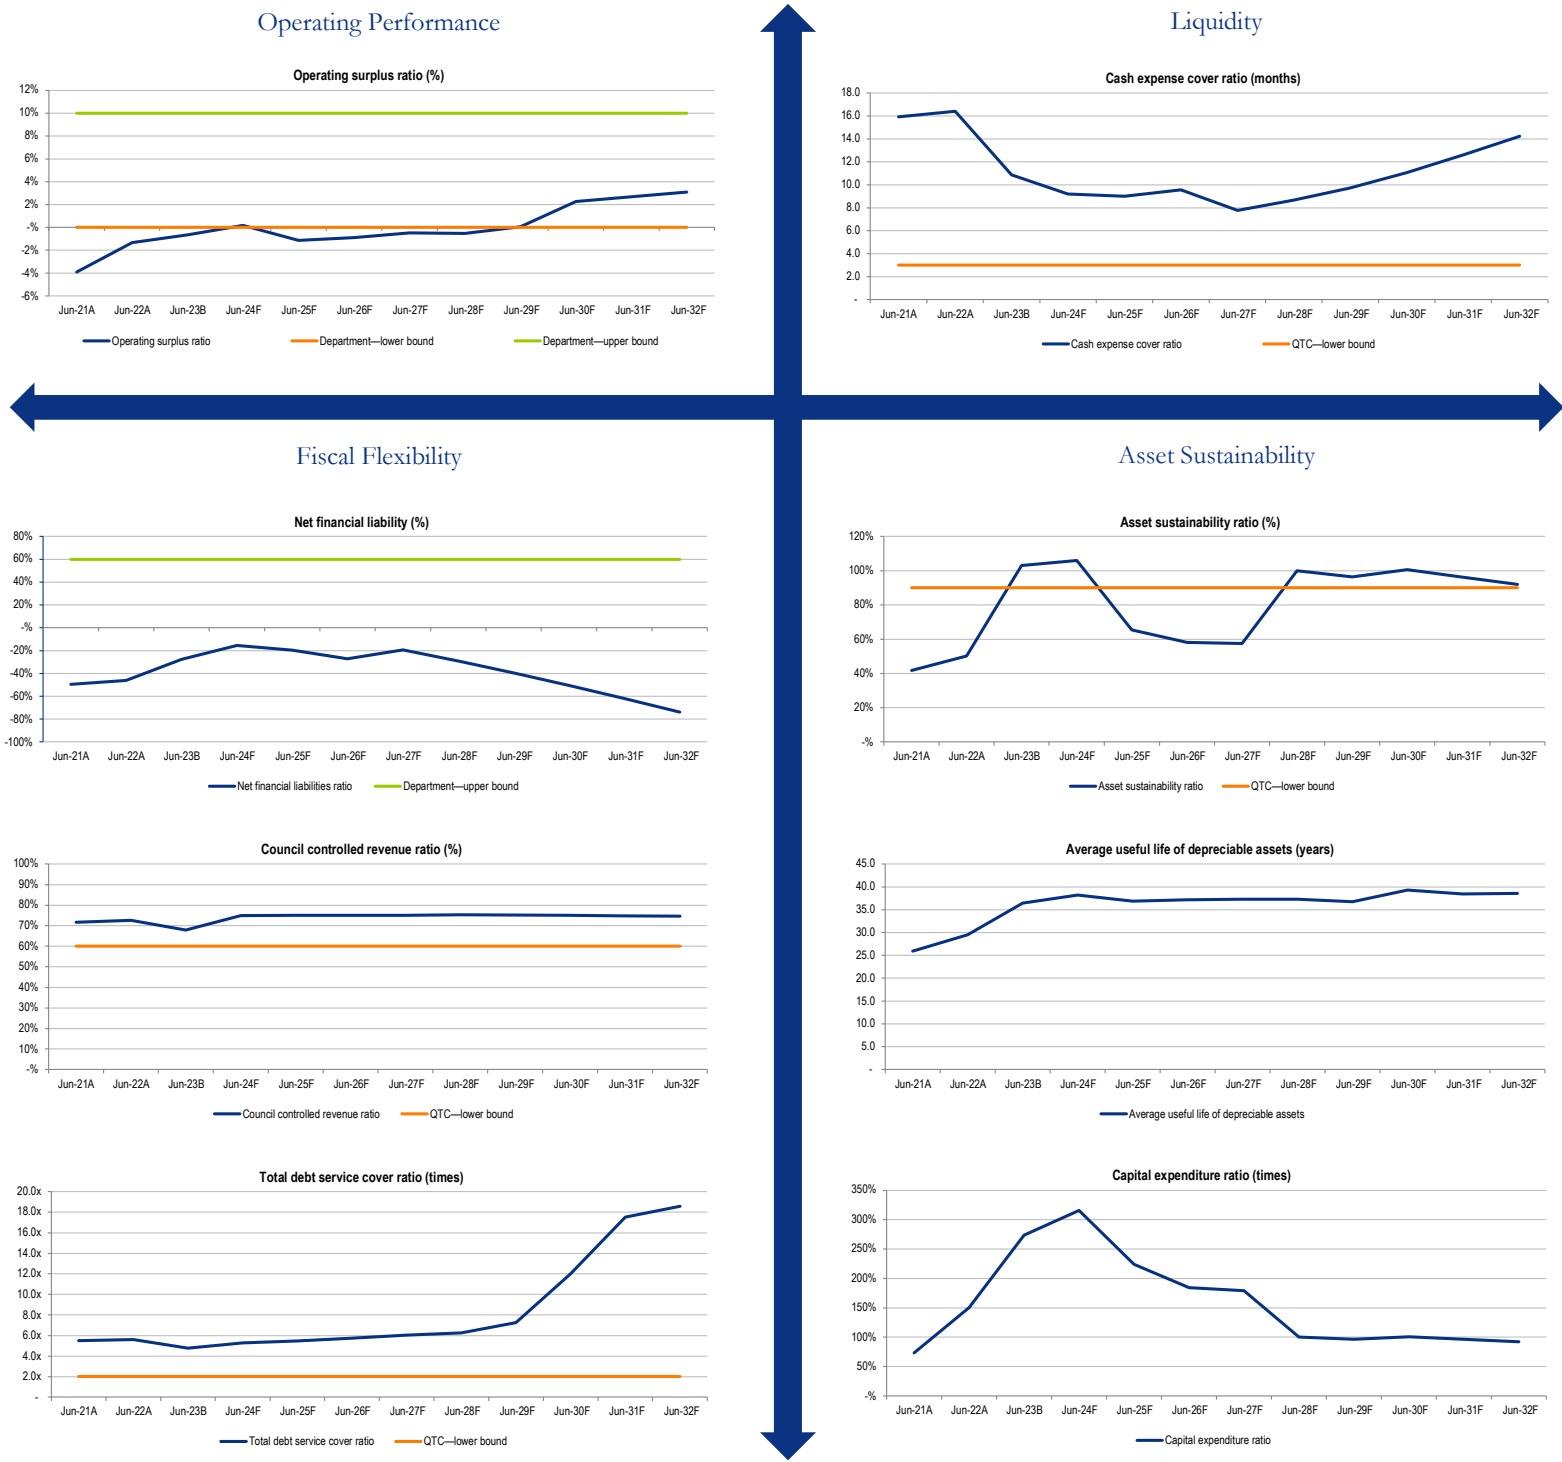 Operating Performance
Operating surplus ratio (%)
12%
10%
8%
6%
4%
2%
-%
-2%
-4%
-6%
Jun-21A Jun-22A Jun-23B Jun-24F Jun-25F Jun-26F Jun-27F Jun-28F Jun-29F Jun-30F Jun-31F Jun-32F
Operating surplus ratio Department—lower bound Department—upper bound
Liquidity
Cash expense cover ratio (months)
18.0
16.0
14.0
12.0
10.0
8.0
6.0
4.0
2.0
-
Jun-21A Jun-22A Jun-23B Jun-24F Jun-25F Jun-26F Jun-27F Jun-28F Jun-29F Jun-30F Jun-31F Jun-32F
Cash expense cover ratio QTC—lower bound
Fiscal Flexibility
Net financial liability (%)
80%
60%
40%
20%
-%
-20%
-40%
-60%
-80%
-100%
Jun-21A Jun-22A Jun-23B Jun-24F Jun-25F Jun-26F Jun-27F Jun-28F Jun-29F Jun-30F Jun-31F Jun-32F
Net financial liabilities ratio Department—upper bound
Council controlled revenue ratio (%)
100%
90%
80%
70%
60%
50%
40%
30%
20%
10%
-%
Jun-21A Jun-22A Jun-23B Jun-24F Jun-25F Jun-26F Jun-27F Jun-28F Jun-29F Jun-30F Jun-31F Jun-32F
Council controlled revenue ratio QTC—lower bound
Total debt service cover ratio (times)
20.0x
18.0x
16.0x
14.0x
12.0x
10.0x
8.0x
6.0x
4.0x
2.0x
-
Jun-21A Jun-22A Jun-23B Jun-24F Jun-25F Jun-26F Jun-27F Jun-28F Jun-29F Jun-30F Jun-31F Jun-32F
Total debt service cover ratio QTC—lower bound
Asset Sustainability
Asset sustainability ratio (%)
120%
100%
80%
60%
40%
20%
-%
Jun-21A Jun-22A Jun-23B Jun-24F Jun-25F Jun-26F Jun-27F Jun-28F Jun-29F Jun-30F Jun-31F Jun-32F
Asset sustainability ratio QTC—lower bound
Average useful life of depreciable assets (years)
45.0
40.0
35.0
30.0
25.0
20.0
15.0
10.0
5.0
-
Jun-21A Jun-22A Jun-23B Jun-24F Jun-25F Jun-26F Jun-27F Jun-28F Jun-29F Jun-30F Jun-31F Jun-32F
Average useful life of depreciable assets
Capital expenditure ratio (times)
350%
300%
250%
200%
150%
100%
50%
-%
Jun-21A Jun-22A Jun-23B Jun-24F Jun-25F Jun-26F Jun-27F Jun-28F Jun-29F Jun-30F Jun-31F Jun-32F
Capital expenditure ratio